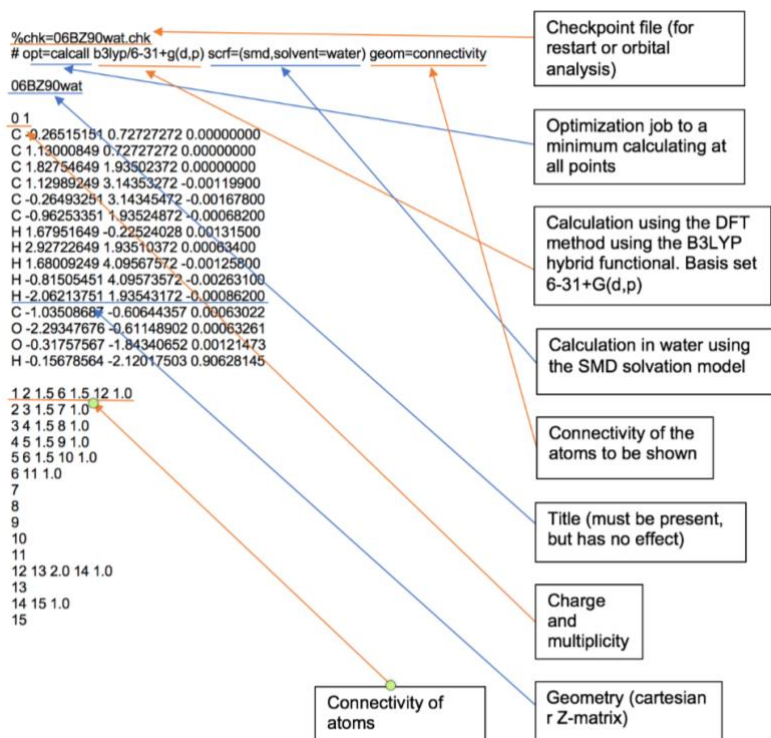 %chk=06BZ90wat.chk
# opt=calcall b3lyp/6-31+g(d,p) scrf=(smd,solvent=water) geom=connectivity
06BZ90wat
0 1
C -0.26515151 0.72727272 0.00000000
C 1.13000849 0.72727272 0.00000000
C 1.82754649 1.93502372 0.00000000
C 1.12989249 3.14353272 -0.00119900
C -0.26493251 3.14345472 -0.00167800
C -0.96253351 1.93524872 -0.00068200
H 1.67951649 -0.22524028 0.00131500
H 2.92722649 1.93510372 0.00063400
H 1.68009249 4.09567572 -0.00125800
H -0.81505451 4.09573572 -0.00263100
H -2.06213751 1.93543172 -0.00086200
C -1.03508687 -0.60644357 0.00063022
O -2.29347676 -0.61148902 0.00063261
O -0.31757567 -1.84340652 0.00121473
H -0.15678564 -2.12017503 0.90628145
1 2 1.5 6 1.5 12 1.0
2 3 1.5 7 1.0
3 4 1.5 8 1.0
4 5 1.5 9 1.0
5 6 1.5 10 1.0
6 11 1.0
7
8
9
10
11
12 13 2.0 14 1.0
13
14 15 1.0
15
Checkpoint file (for
restart or orbital
analysis)
Optimization job to a
minimum calculating at
all points
Calculation using the DFT
method using the B3LYP
hybrid functional. Basis set
6-31+G(d,p)
Calculation in water using
the SMD solvation model
Connectivity of the
atoms to be shown
Title (must be present,
but has no effect)
Charge
and
multiplicity
Geometry (cartesian
r Z-matrix)
Connectivity of
atoms